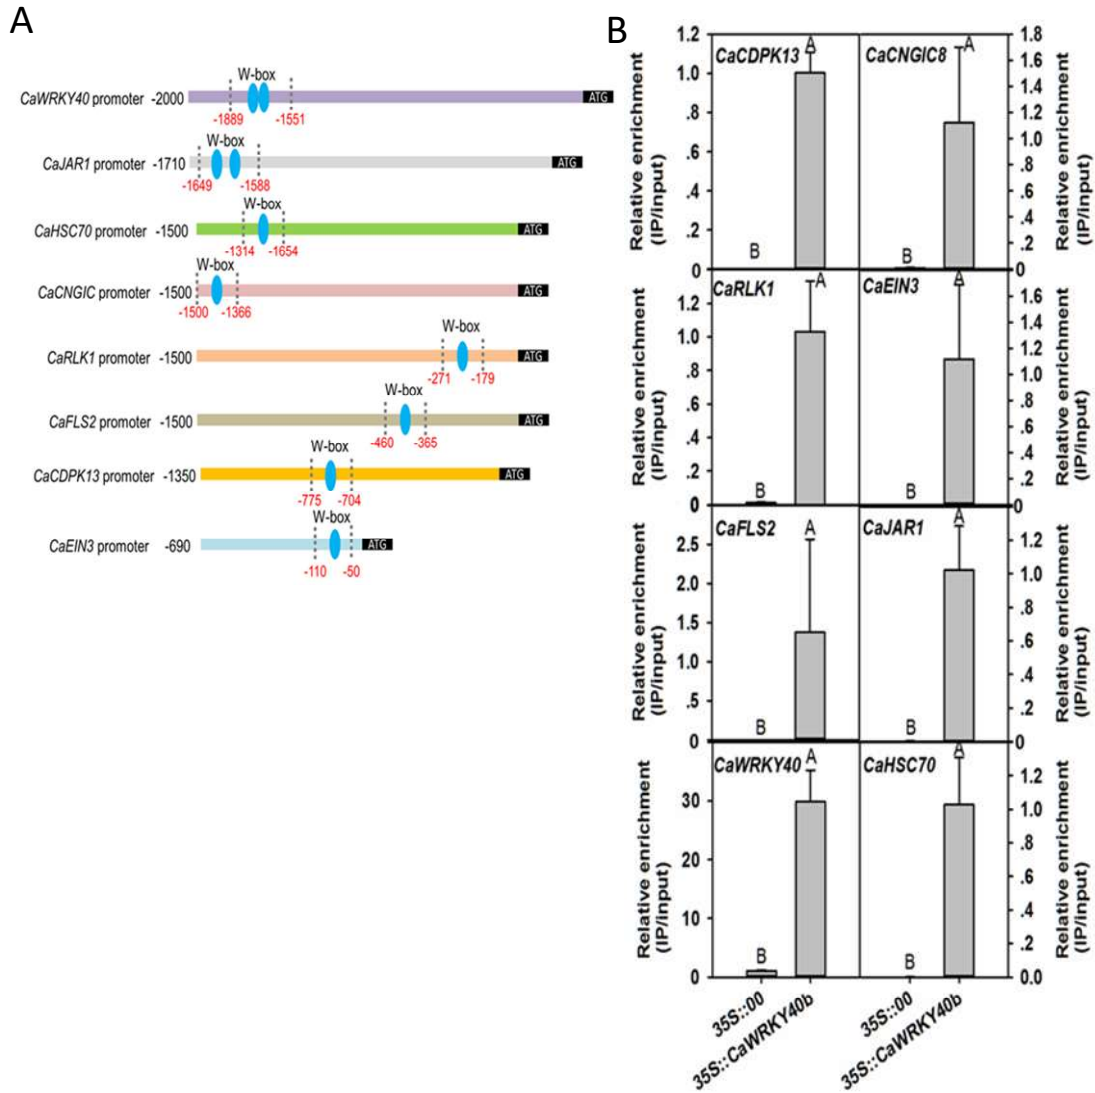 A
W-box
CaWRKY40 promoter -2000 ATG
-1889 -1551
W-box
CaJAR1 promoter -1710 ATG
-1649 -1588
W-box
CaHSC70 promoter -1500 ATG
-1314 -1654
W-box
CaCNGIC promoter -1500 ATG
-1500 -1366
W-box
CaRLK1 promoter -1500 ATG
-271 -179
W-box
CaFLS2 promoter -1500 ATG
-460 -365
W-box
CaCDPK13 promoter -1350 ATG
-775 -704
W-box
CaEIN3 promoter -690 ATG
-110 -50
B
Relative enrichment
(IP/input)
1.2
1.0
.8
.6
.4
.2
0
CaCDPK13
B
A
CaCNGIC8
B
A
1.8
1.6
1.4
1.2
1.0
.8
.6
.4
.2
0
Relative enrichment
(IP/input)
Relative enrichment
(IP/input)
1.2
1.0
.8
.6
.4
.2
0
CaRLK1
B
A
CaEIN3
B
A
1.6
1.4
1.2
1.0
.8
.6
.4
.2
0
Relative enrichment
(IP/input)
Relative enrichment
(IP/input)
2.5
2.0
1.5
1.0
.5
0
CaFLS2
B
A
CaJAR1
B
A
1.2
1.0
.8
.6
.4
.2
0
Relative enrichment
(IP/input)
Relative enrichment
(IP/input)
30
20
10
0
CaWRKY40
B
A
CaHSC70
B
A
1.2
1.0
.8
.6
.4
.2
0.0
Relative enrichment
(IP/input)
35S::00
35S::CaWRKY40b
35S::00
35S::CaWRKY40b